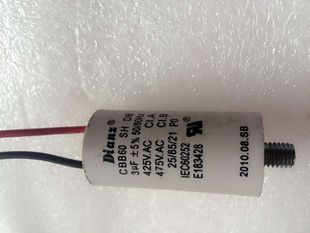 Dianz®
CBB60 SH DB
3µF ±5% 50/60Hz
425V.AC Cl.A
475V.AC Cl.B
25/85/21 P0
IEC60252
E183428
2010.08.SB